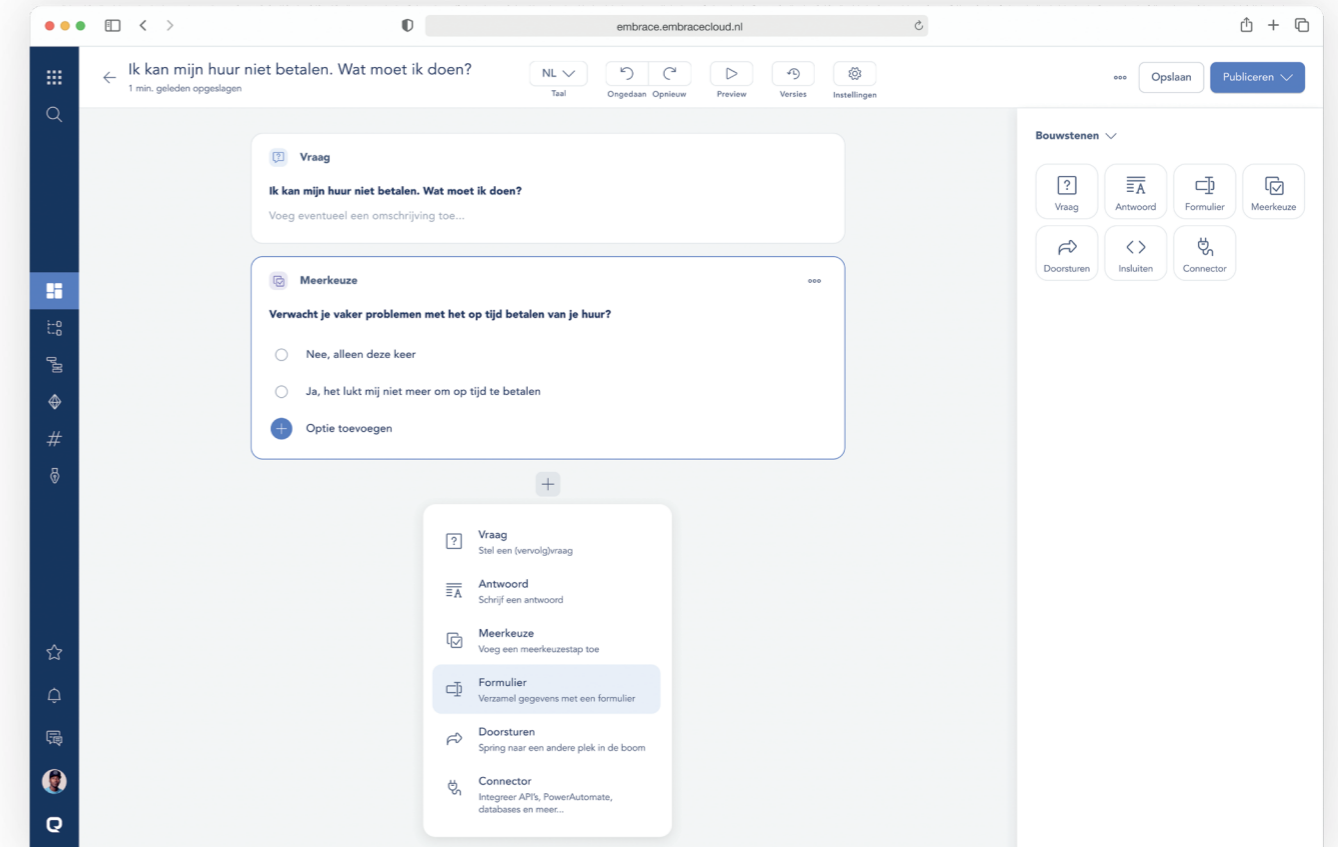 embrace.embracecloud.nl
Ik kan mijn huur niet betalen. Wat moet ik doen?
1 min. geleden opgeslagen
NL
Taal
Ongedaan Opnieuw
Preview
Versies
Instellingen
Opslaan
Publiceren
Vraag
Ik kan mijn huur niet betalen. Wat moet ik doen?
Voeg eventueel een omschrijving toe...
Meerkeuze
Verwacht je vaker problemen met het op tijd betalen van je huur?
Nee, alleen deze keer
Ja, het lukt mij niet meer om op tijd te betalen
Optie toevoegen
Vraag
Stel een (vervolg)vraag
Antwoord
Schrijf een antwoord
Meerkeuze
Voeg een meerkeuzestap toe
Formulier
Verzamel gegevens met een formulier
Doorsturen
Spring naar een andere plek in de boom
Connector
Integreer API's, PowerAutomate,
databases en meer...
Bouwstenen
Vraag
Antwoord
Formulier
Meerkeuze
Doorsturen
Insluiten
Connector